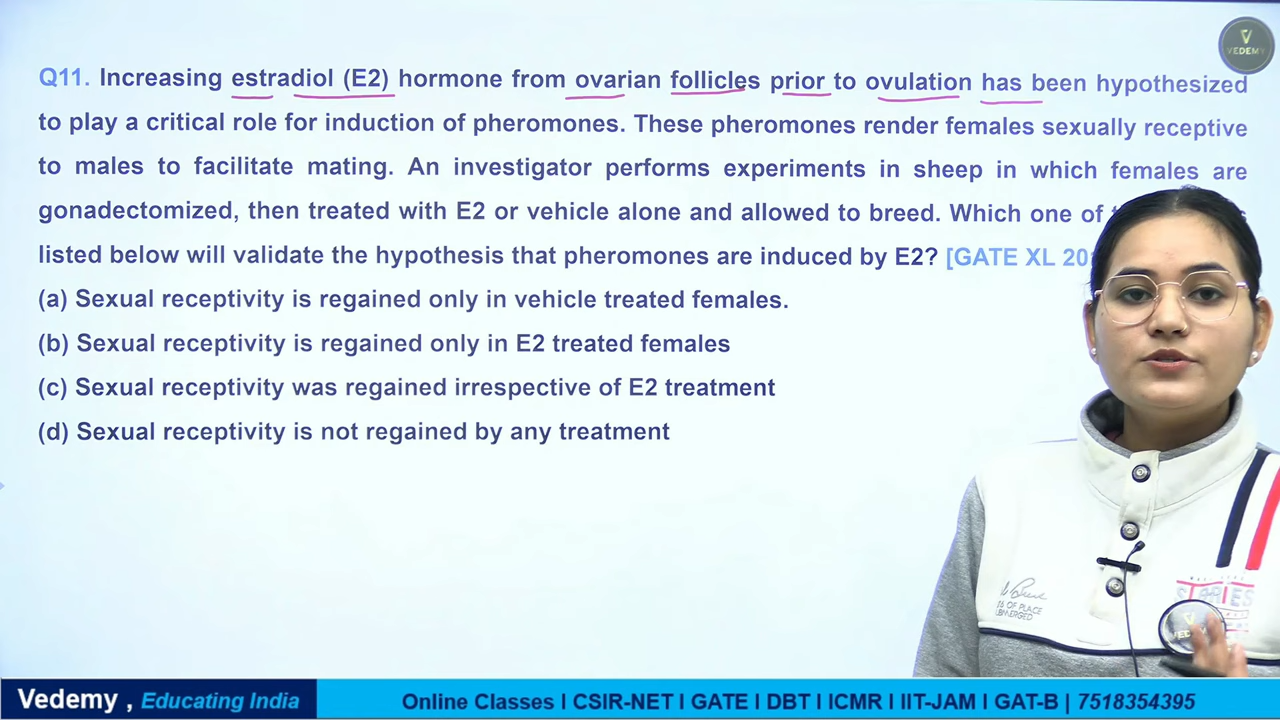 VEDEMY
Q11. Increasing estradiol (E2) hormone from ovarian follicles prior to ovulation has been hypothesized
to play a critical role for induction of pheromones. These pheromones render females sexually receptive
to males to facilitate mating. An investigator performs experiments in sheep in which females are
gonadectomized, then treated with E2 or vehicle alone and allowed to breed. Which one of
listed below will validate the hypothesis that pheromones are induced by E2? [GATE XL
(a) Sexual receptivity is regained only in vehicle treated females.
(b) Sexual receptivity is regained only in E2 treated females
(c) Sexual receptivity was regained irrespective of E2 treatment
(d) Sexual receptivity is not regained by any treatment
OF PLACE
Vedemy , Educating India
Online Classes I CSIR-NET I GATE I DBT I ICMR I IIT-JAM I GAT-B | 7518354395